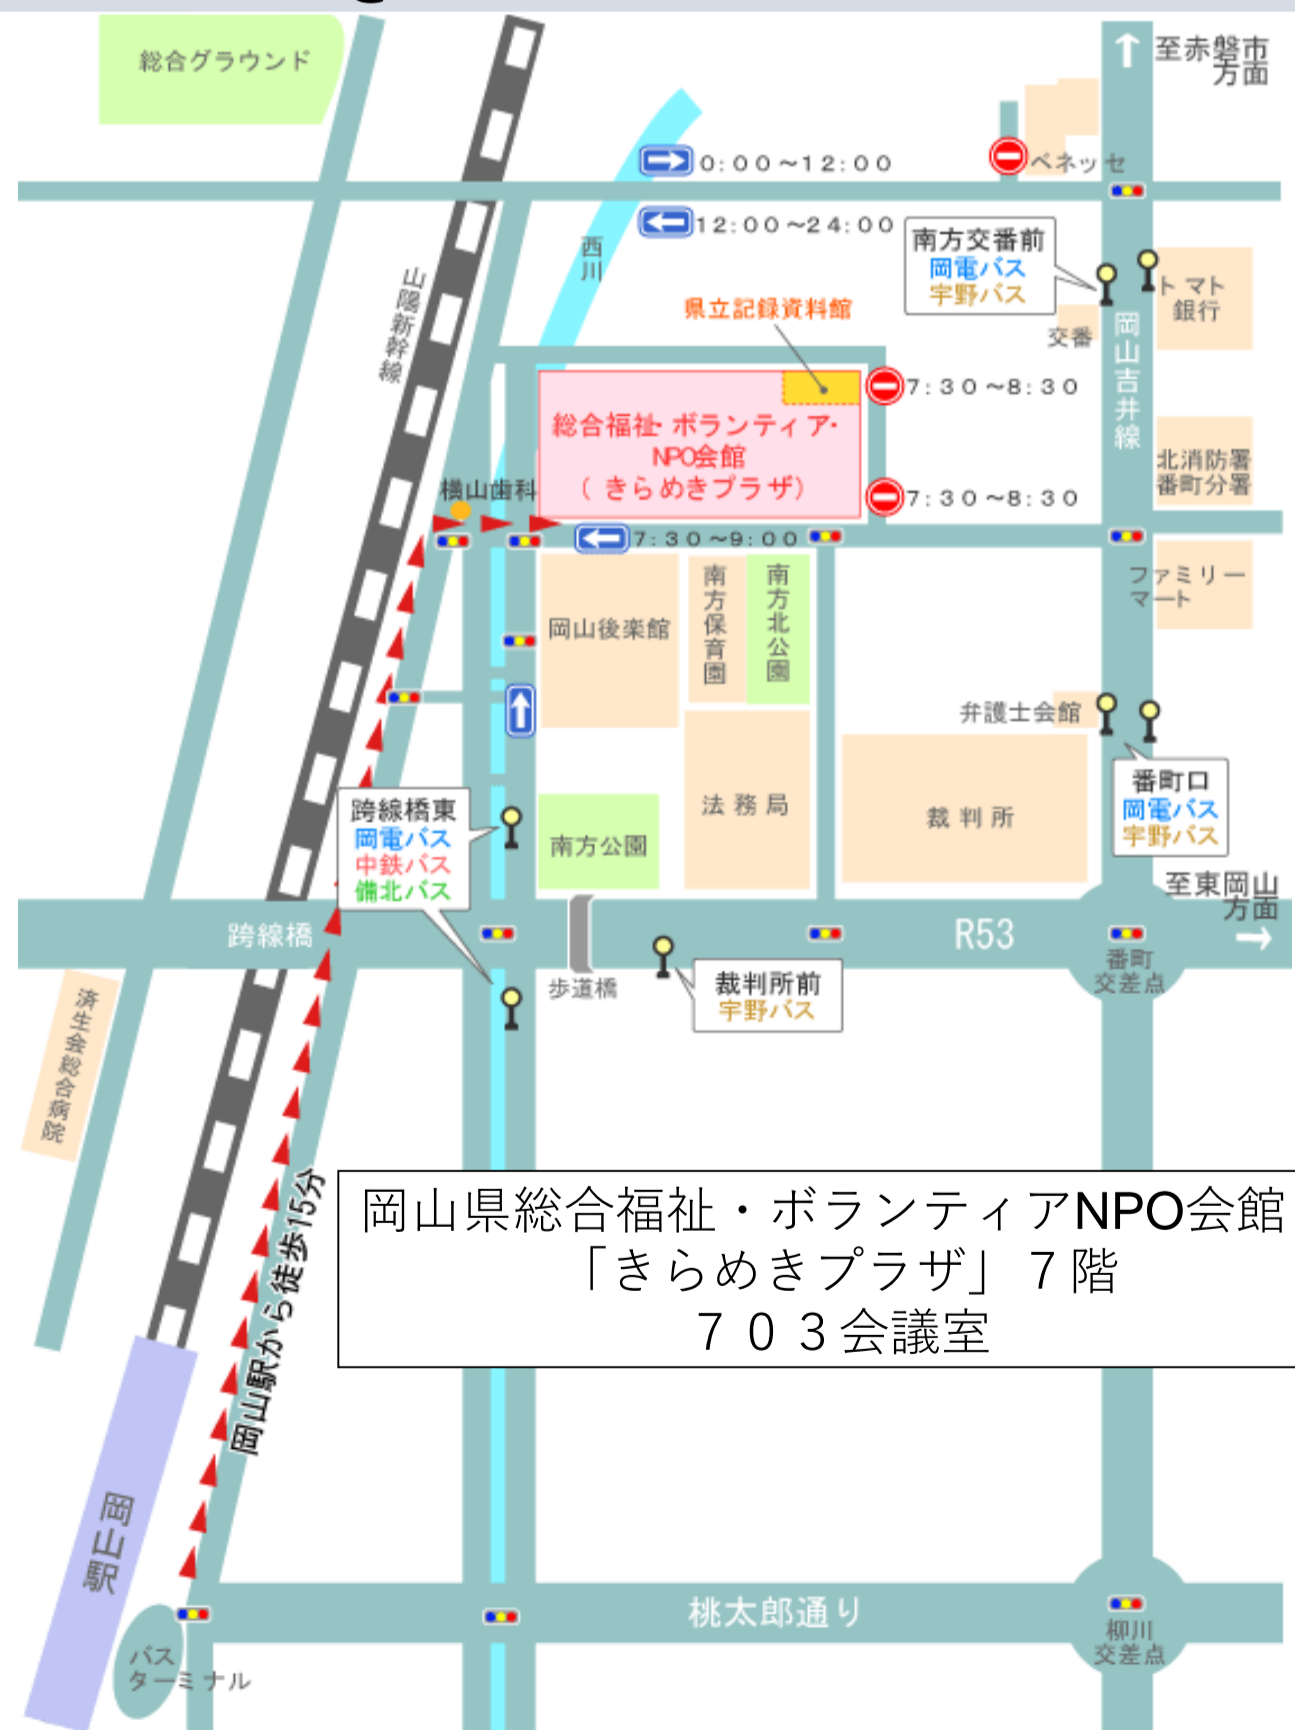 総合グラウンド
至赤磐市
方面
0:00～12:00
ベネッセ
12:00～24:00
西川
南方交番前
岡電バス
宇野バス
トマト
銀行
山陽新幹線
県立記録資料館
交番
岡山吉井線
7:30～8:30
総合福祉・ボランティア・
NPO会館
（きらめきプラザ）
横山歯科
7:30～8:30
北消防署
番町分署
7:30～9:00
ファミリー
マート
岡山後楽館
南方保育園
南方北公園
弁護士会館
番町口
岡電バス
宇野バス
跨線橋東
岡電バス
中鉄バス
備北バス
南方公園
法務局
裁判所
至東岡山
方面
跨線橋
R53
番町
交差点
歩道橋
裁判所前
宇野バス
済生会総合病院
岡山駅から徒歩15分
岡山県総合福祉・ボランティアNPO会館
「きらめきプラザ」７階
７０３会議室
岡山駅
桃太郎通り
柳川
交差点
バス
ターミナル